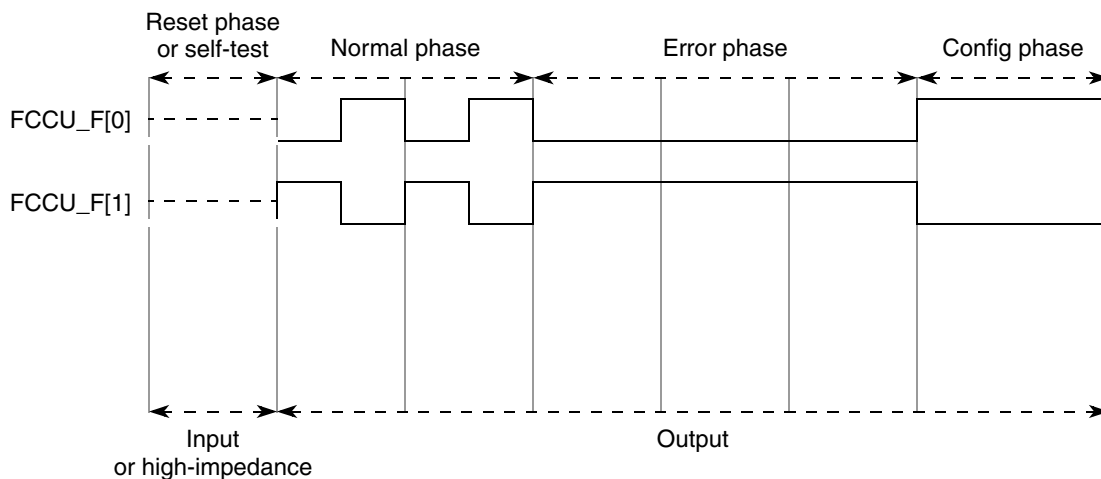 Reset phase
or self-test
Normal phase
Error phase
Config phase
FCCU_F[0]
FCCU_F[1]
Input
or high-impedance
Output